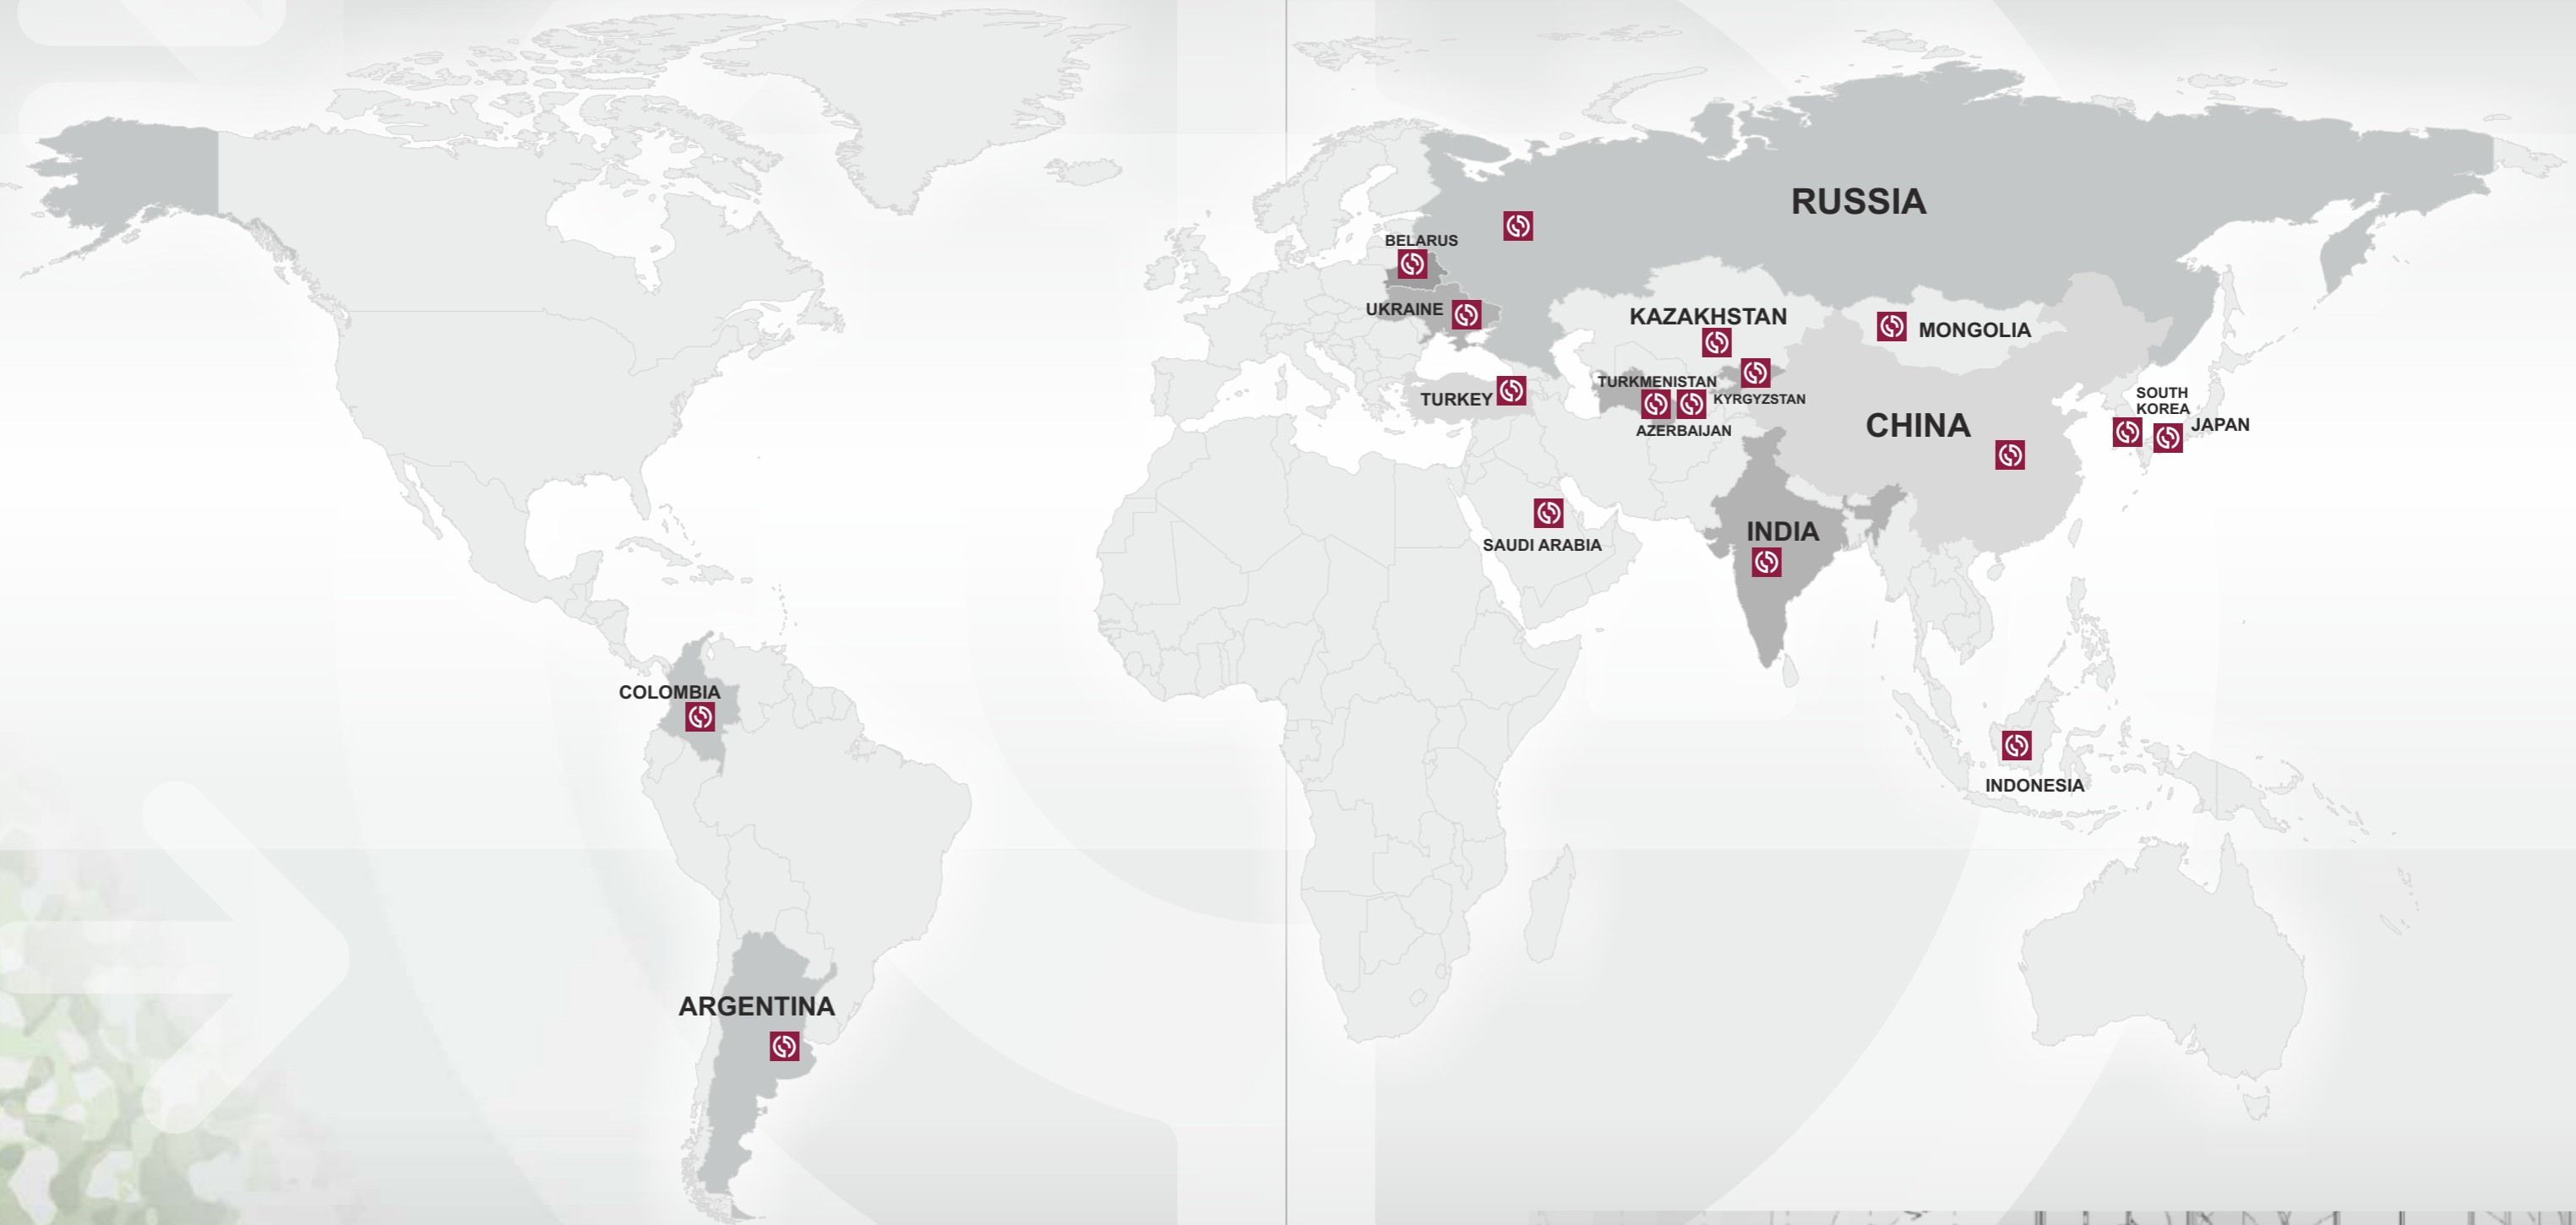 RUSSIA
BELARUS
UKRAINE
KAZAKHSTAN
MONGOLIA
TURKMENISTAN
TURKEY
KYRGYZSTAN
SOUTH
KOREA
JAPAN
CHINA
AZERBAIJAN
INDIA
SAUDI ARABIA
COLOMBIA
INDONESIA
ARGENTINA